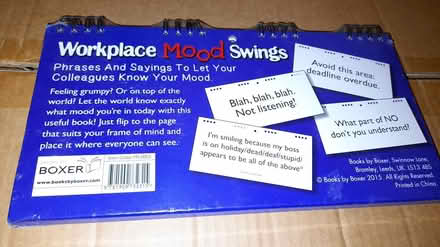 Workplace Mood Swings
Phrases And Sayings To Let Your
Colleagues Know Your Mood.
Feeling grumpy? Or on top of the
world? Let the world know exactly
what mood you're in today with this
useful book! Just flip to the page
that suits your frame of mind and
place it where everyone can see.
Avoid this area:
deadline overdue.
Blah, blah, blah.
Not listening!
What part of NO
don't you understand?
"I'm smiling because my boss
is on holiday/dead/deaf/stupid/
appears to be all of the above"
BOXER
www.booksbyboxer.com
Books by Boxer, Swinnow Lane,
Bramley, Leeds, UK, LS13 4BS
© Books by Boxer 2015. All Rights Reserved.
Printed in China.